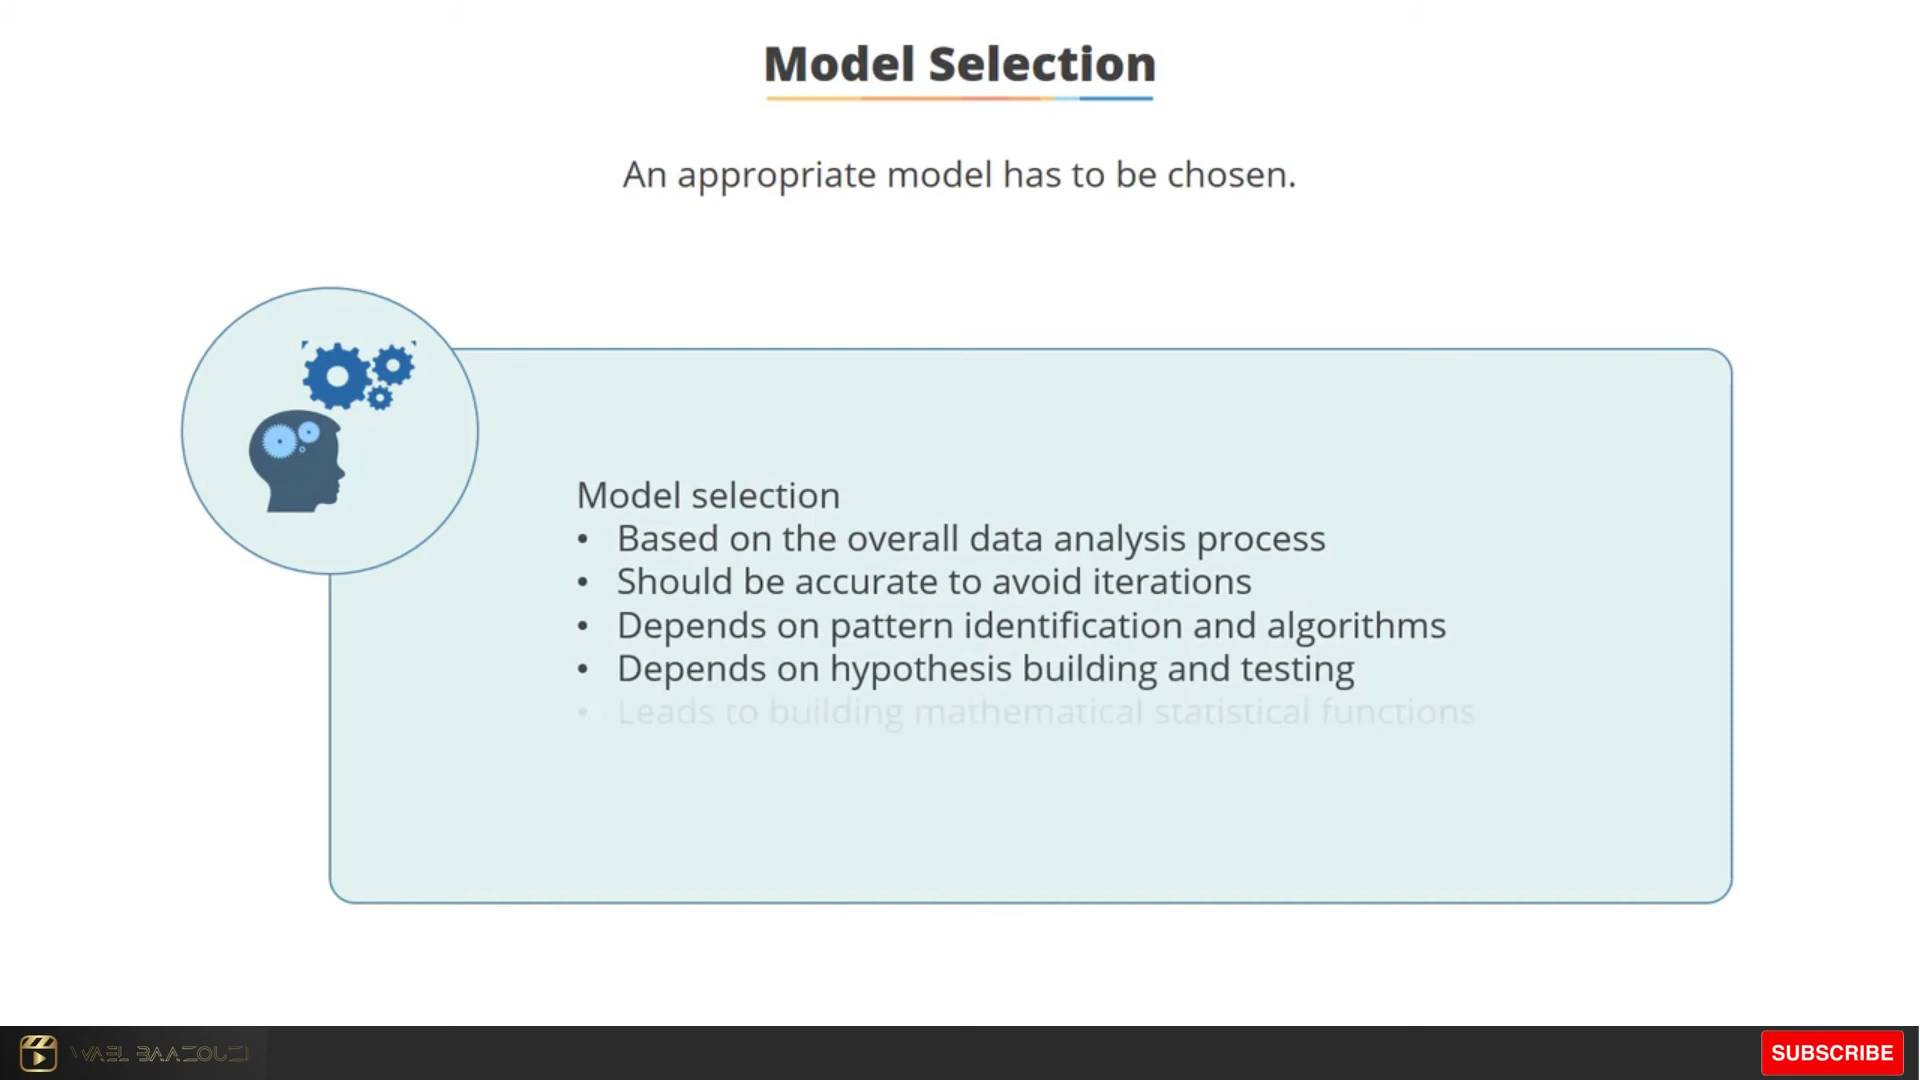 Model Selection
An appropriate model has to be chosen.
Model selection
• Based on the overall data analysis process
• Should be accurate to avoid iterations
• Depends on pattern identification and algorithms
• Depends on hypothesis building and testing
• Leads to building mathematical statistical functions
WAEL BAAZOUZI
SUBSCRIBE